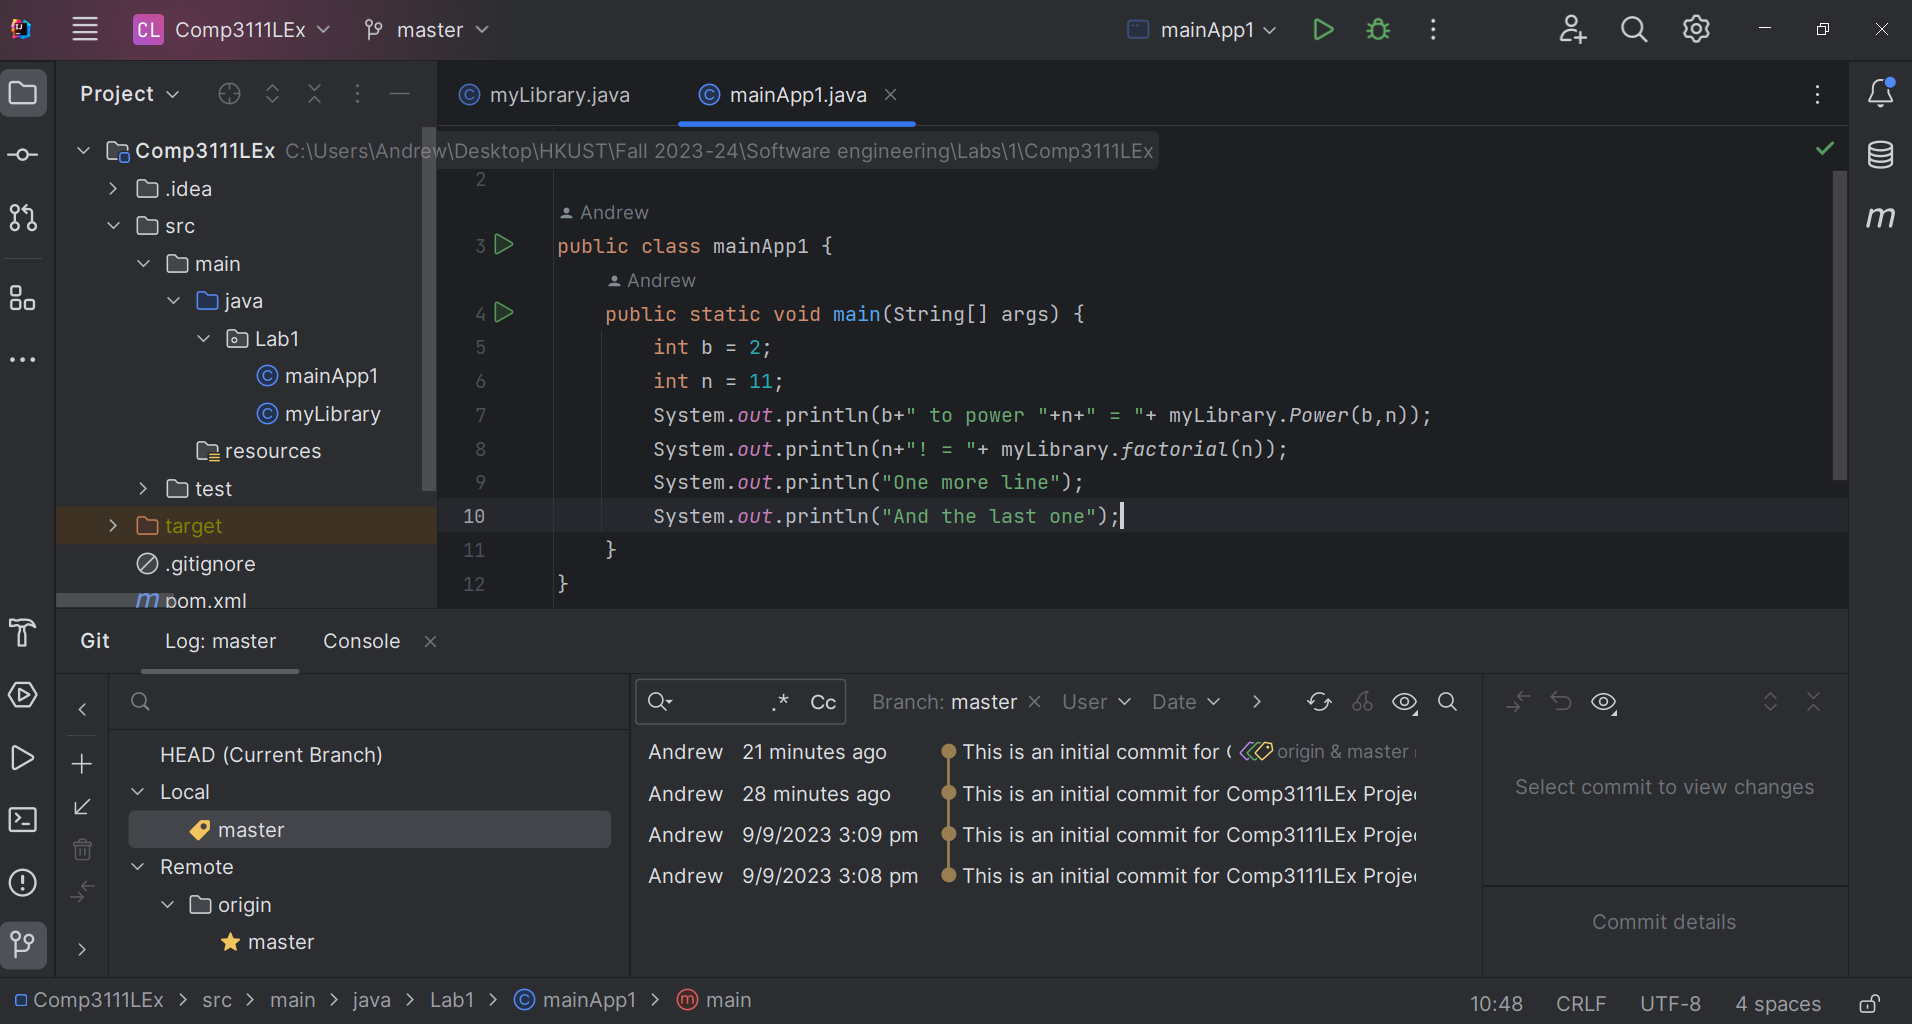 CL Comp3111LEx master mainApp1
Project
myLibrary.java mainApp1.java
Comp3111LEx C:\Users\Andrew\Desktop\HKUST\Fall 2023-24\Software engineering\Labs\1\Comp3111LEx
.idea
src
main
java
Lab1
mainApp1
myLibrary
resources
test
target
.gitignore
pom.xml
2
Andrew
3 public class mainApp1 {
Andrew
4 public static void main(String[] args) {
5 int b = 2;
6 int n = 11;
7 System.out.println(b+" to power "+n+" = "+ myLibrary.Power(b,n));
8 System.out.println(n+"! = "+ myLibrary.factorial(n));
9 System.out.println("One more line");
10 System.out.println("And the last one");
11 }
12 }
m
Git Log: master Console
HEAD (Current Branch)
Local
master
Remote
origin
master
.* Cc Branch: master User Date
Andrew 21 minutes ago This is an initial commit for origin & master
Andrew 28 minutes ago This is an initial commit for Comp3111LEx Proje
Andrew 9/9/2023 3:09 pm This is an initial commit for Comp3111LEx Proje
Andrew 9/9/2023 3:08 pm This is an initial commit for Comp3111LEx Proje
Select commit to view changes
Commit details
Comp3111LEx > src > main > java > Lab1 > mainApp1 > main
10:48 CRLF UTF-8 4 spaces